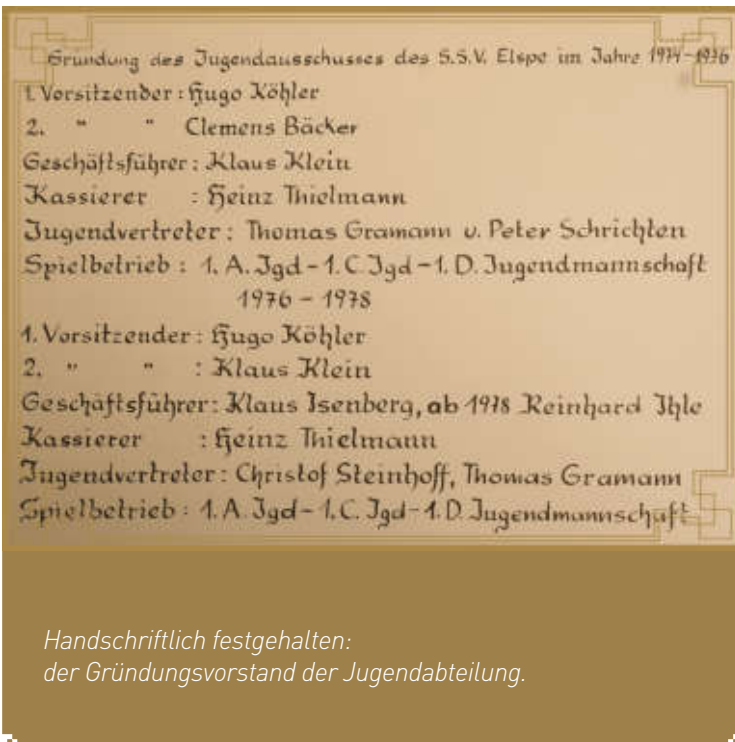 Gründung des Jugendausschusses des S.S.V. Elspe im Jahre 1974-1976
1. Vorsitzender : Hugo Köhler
2. " " Clemens Bäcker
Geschäftsführer : Klaus Klein
Kassierer : Heinz Thielmann
Jugendvertreter : Thomas Gramann u. Peter Schrichten
Spielbetrieb : 1. A. Jgd - 1. C. Jgd - 1. D. Jugendmannschaft
1976 - 1978
1. Vorsitzender : Hugo Köhler
2. " " : Klaus Klein
Geschäftsführer : Klaus Isenberg, ab 1978 Reinhard Ihle
Kassierer : Heinz Thielmann
Jugendvertreter : Christof Steinhoff, Thomas Gramann
Spielbetrieb : 1. A. Jgd - 1. C. Jgd - 1. D. Jugendmannschaft
Handschriftlich festgehalten:
der Gründungsvorstand der Jugendabteilung.